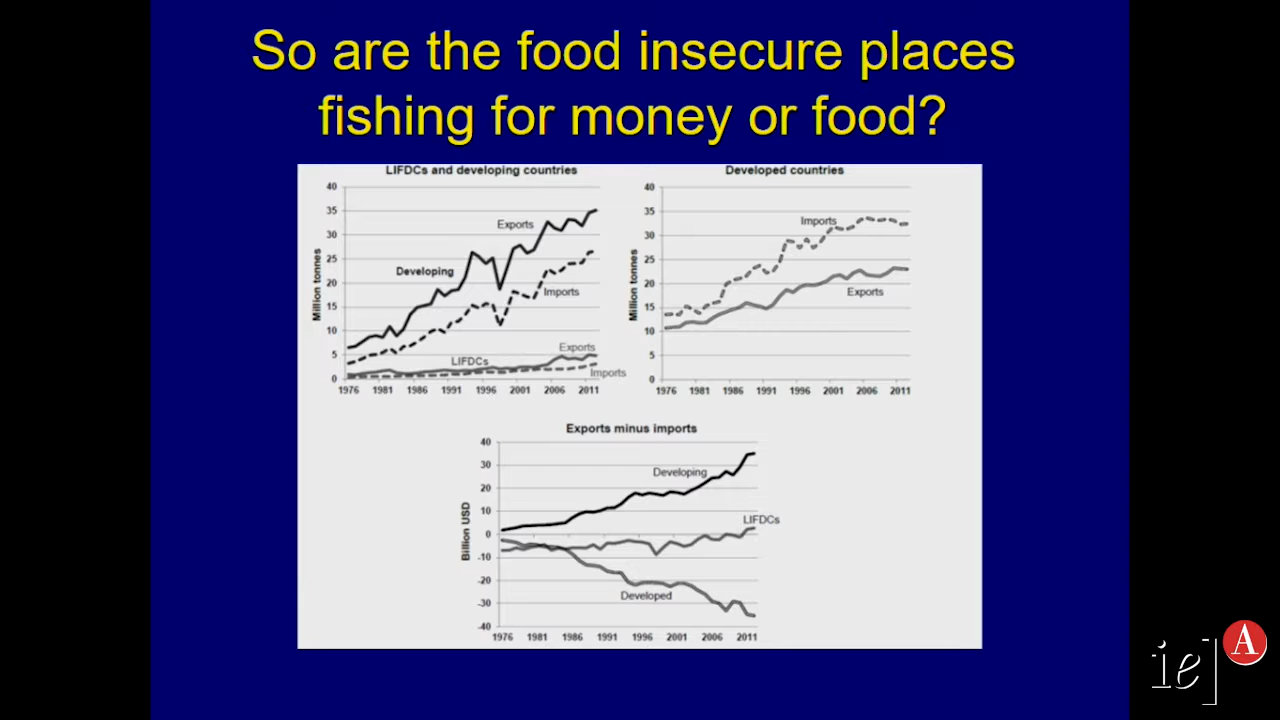 So are the food insecure places
fishing for money or food?
LIFDCs and developing countries
40
35
30
25
20
15
10
5
0
Million tonnes
Exports
Developing
Imports
Exports
LIFDCs
Imports
1976 1981 1986 1991 1996 2001 2006 2011
Developed countries
40
35
30
25
20
15
10
5
0
Million tonnes
Imports
Exports
1976 1981 1986 1991 1996 2001 2006 2011
Exports minus imports
40
30
20
10
0
-10
-20
-30
-40
Billion USD
Developing
LIFDCs
Developed
1976 1981 1986 1991 1996 2001 2006 2011
ie] A